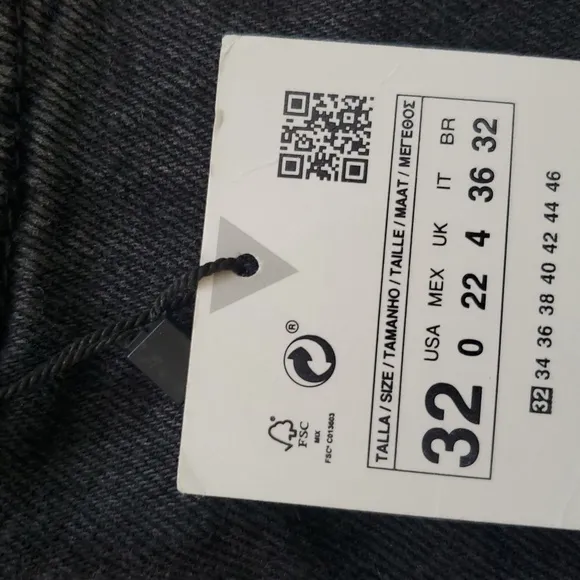 TALLA / SIZE / TAMANHO / TAILLE / MAAT / ΜΕΓΕΘΟΣ
32 USA MEX UK IT BR
0 22 4 36 32
32 34 36 38 40 42 44 46
®
FSC
MIX
FSC® C013603